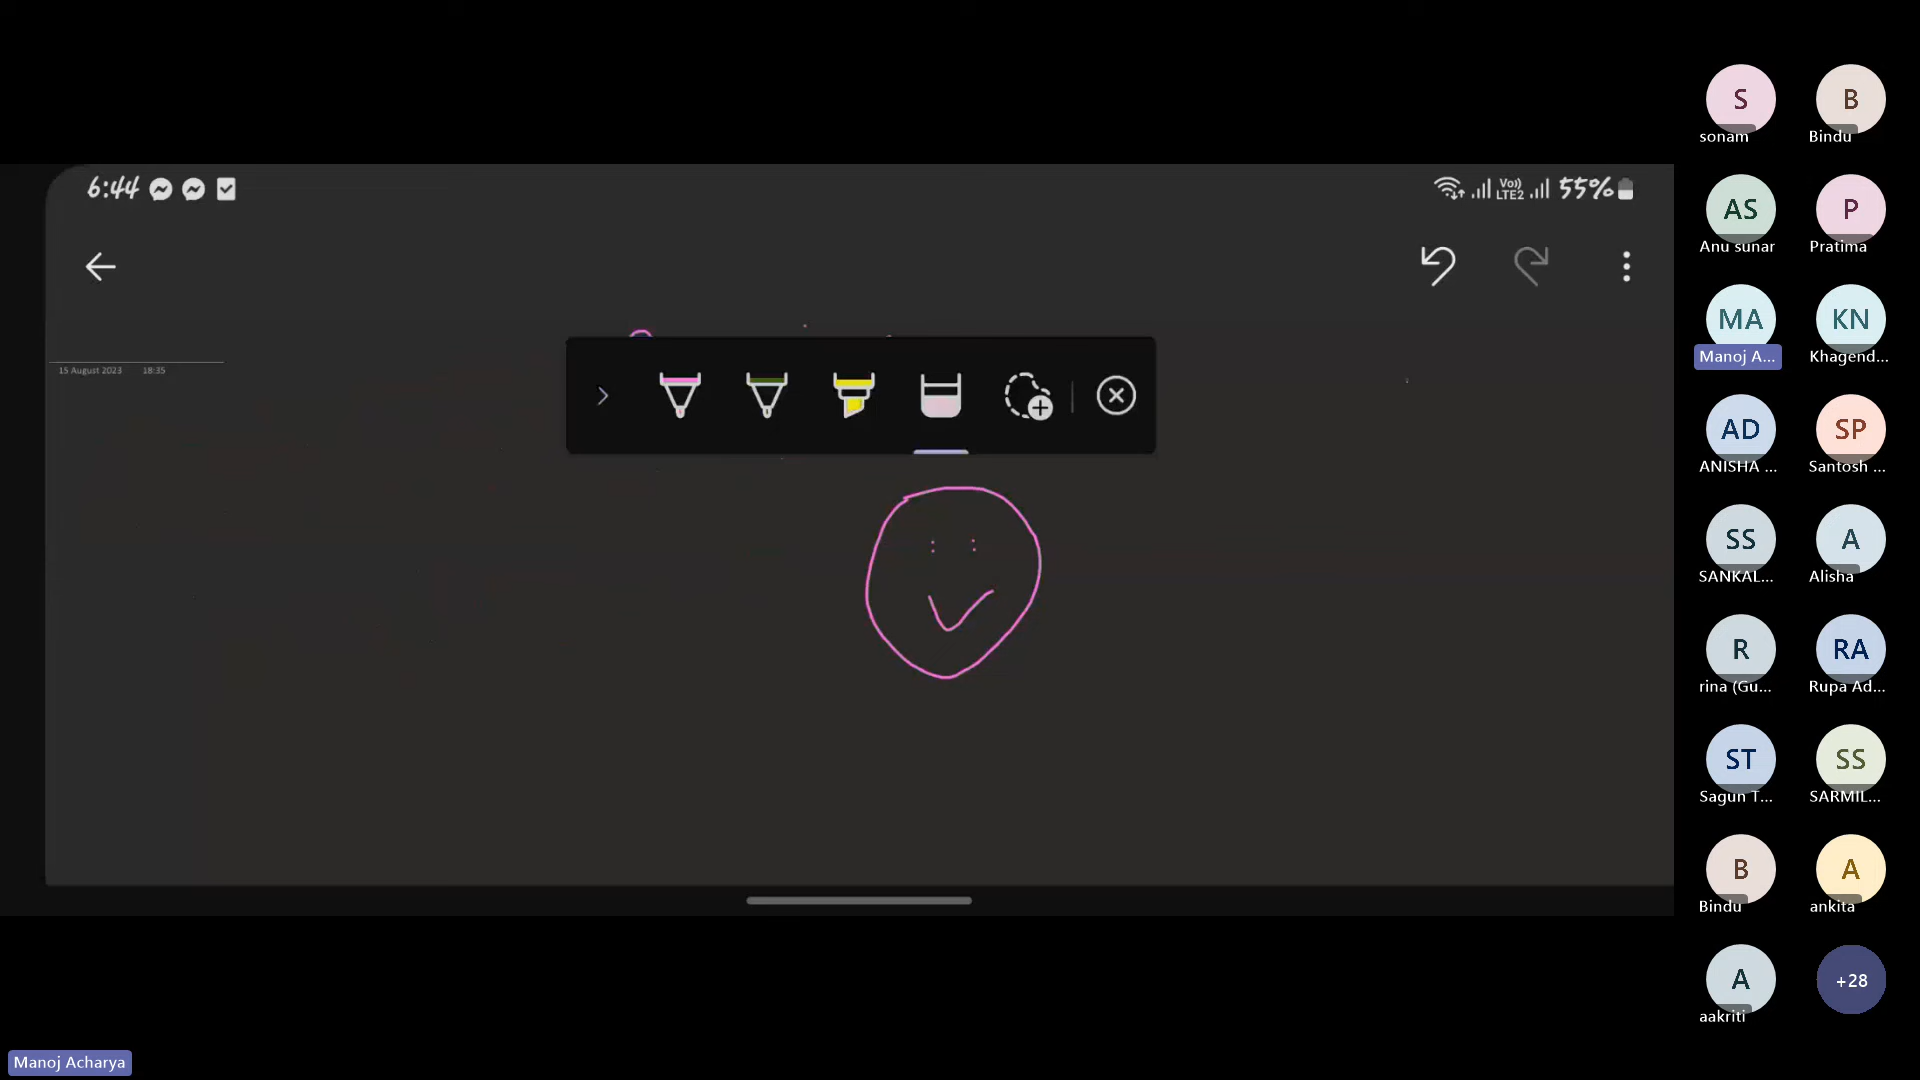 S
B
sonam
Bindu
6:44
Vo)) LTE2
55%
AS
P
Anu sunar
Pratima
MA
KN
Manoj A...
Khagend...
15 August 2023 18:35
AD
SP
ANISHA ...
Santosh ...
SS
A
SANKAL...
Alisha
R
RA
rina (Gu...
Rupa Ad...
ST
SS
Sagun T...
SARMIL...
B
A
Bindu
ankita
A
+28
aakriti
Manoj Acharya